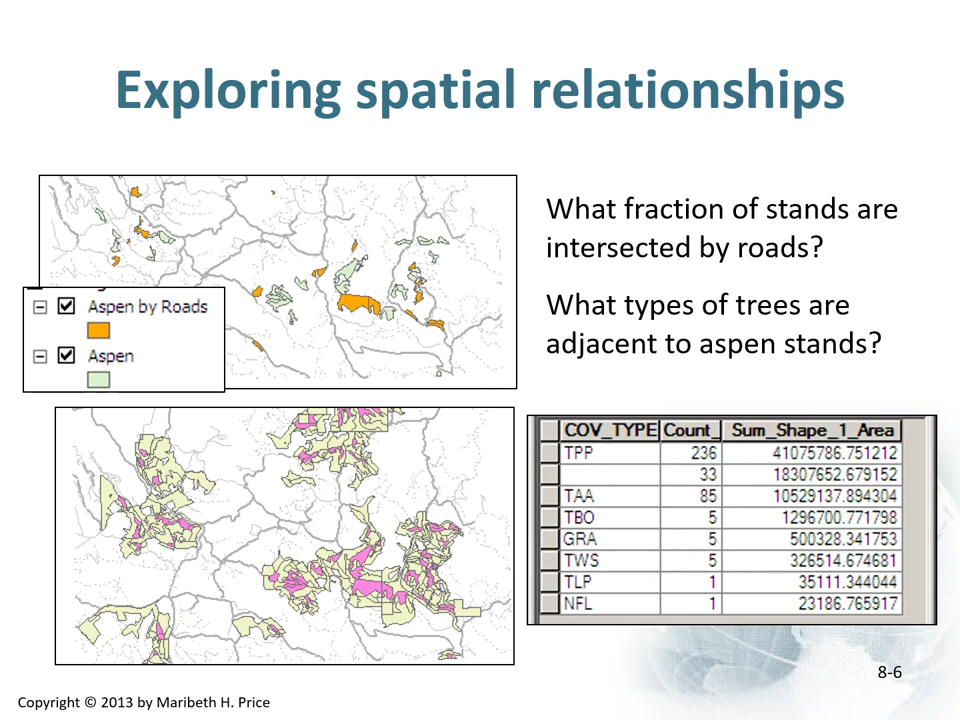 Exploring spatial relationships
What fraction of stands are
intersected by roads?
What types of trees are
adjacent to aspen stands?
Aspen by Roads
Aspen
COV_TYPE Count_ Sum_Shape_1_Area
TPP 236 41075786.751212
33 18307652.679152
TAA 85 10529137.894304
TBO 5 1296700.771798
GRA 5 500328.341753
TWS 5 326514.674681
TLP 1 35111.344044
NFL 1 23186.765917
8-6
Copyright © 2013 by Maribeth H. Price